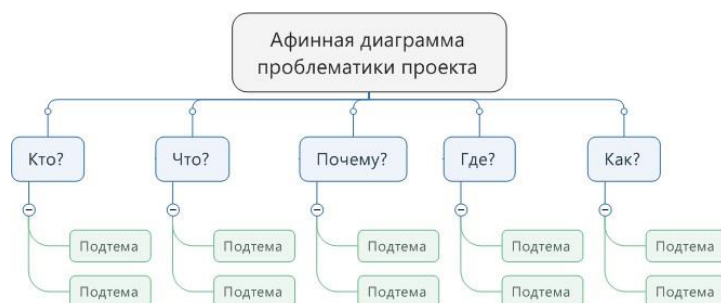 Афинная диаграмма
проблематики проекта
Кто?
Что?
Почему?
Где?
Как?
Подтема
Подтема
Подтема
Подтема
Подтема
Подтема
Подтема
Подтема
Подтема
Подтема